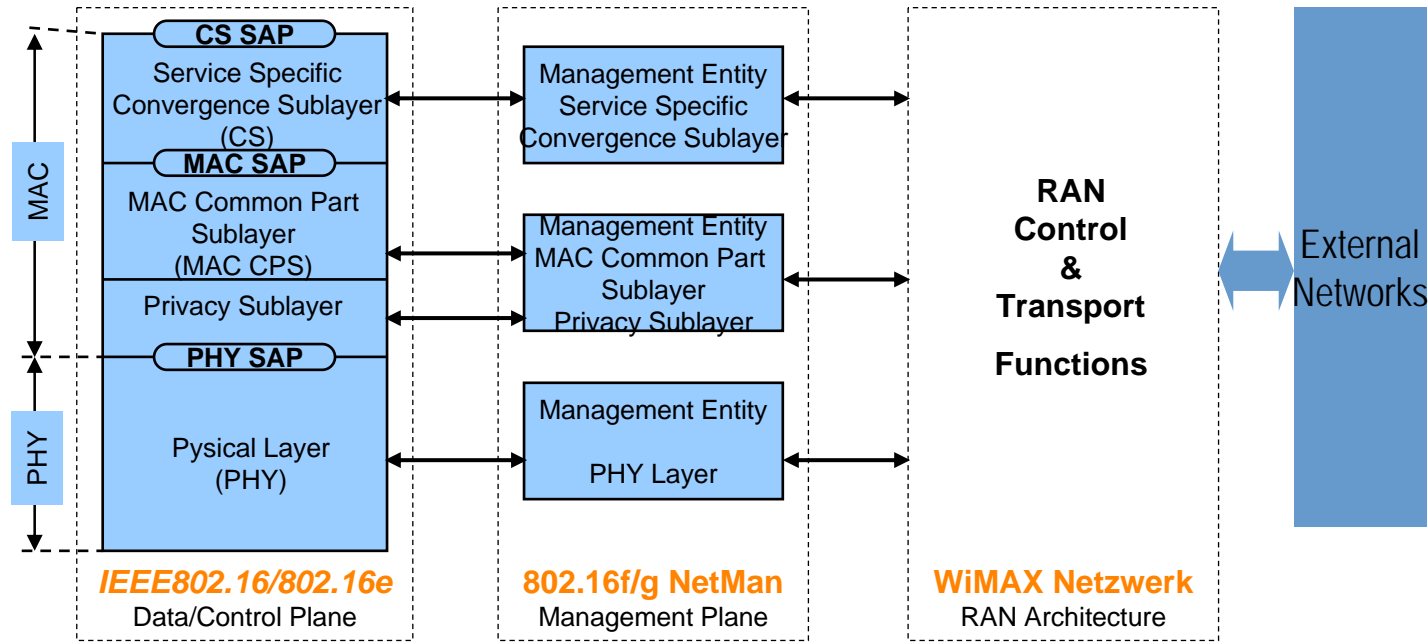 MAC
PHY
CS SAP
Service Specific
Convergence Sublayer
(CS)
MAC SAP
MAC Common Part
Sublayer
(MAC CPS)
Privacy Sublayer
PHY SAP
Pysical Layer
(PHY)
IEEE802.16/802.16e
Data/Control Plane
Management Entity
Service Specific
Convergence Sublayer
Management Entity
MAC Common Part
Sublayer
Privacy Sublayer
Management Entity
PHY Layer
802.16f/g NetMan
Management Plane
RAN
Control
&
Transport
Functions
WiMAX Netzwerk
RAN Architecture
External
Networks